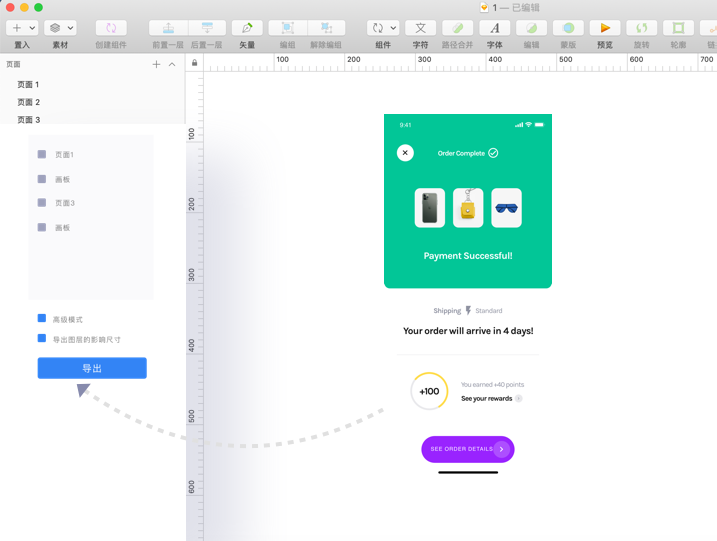 1 — 已编辑
置入 素材 创建组件 前置一层 后置一层 矢量 编组 解除编组 组件 字符 路径合并 字体 编辑 蒙版 预览 旋转 轮廓
页面
100 200 300 400 500 600 700
页面 1
页面 2
页面 3
页面1
画板
页面3
画板
高级模式
导出图层的影响尺寸
导出
100
200
300
400
500
600
9:41
Order Complete
Payment Successful!
Shipping Standard
Your order will arrive in 4 days!
+100
You earned +40 points
See your rewards
SEE ORDER DETAILS